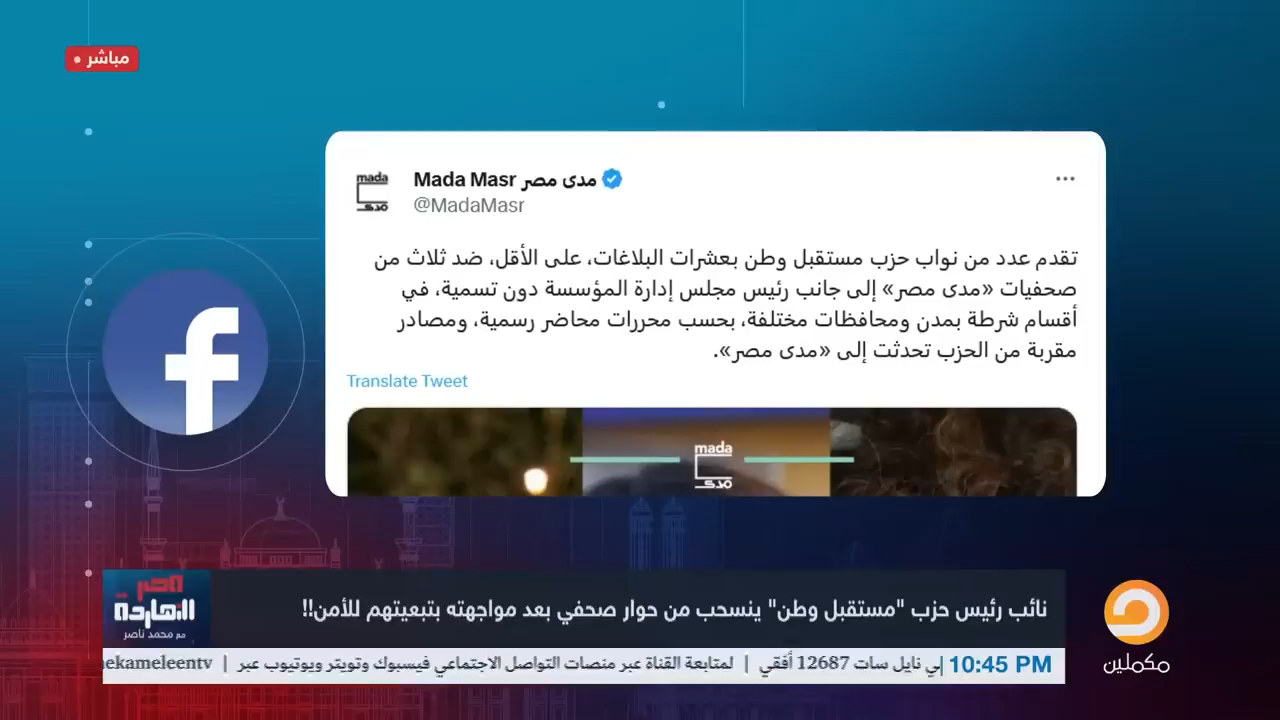 مباشر
Mada Masr مدى مصر
@MadaMasr
تقدم عدد من نواب حزب مستقبل وطن بعشرات البلاغات، على الأقل، ضد ثلاث من
صحفيات «مدى مصر» إلى جانب رئيس مجلس إدارة المؤسسة دون تسمية، في
أقسام شرطة بمدن ومحافظات مختلفة، بحسب محررات محاضر رسمية، ومصادر
مقربة من الحزب تحدثت إلى «مدى مصر».
Translate Tweet
mada
مدى
مصر
النهاردة
مع محمد ناصر
نائب رئيس حزب "مستقبل وطن" ينسحب من حوار صحفي بعد مواجهته بتبعيتهم للأمن!!
10:45 PM
لي نايل سات 12687 أفقي | لمتابعة القناة عبر منصات التواصل الاجتماعي فيسبوك وتويتر ويوتيوب عبر | ekameleentv
مكملين